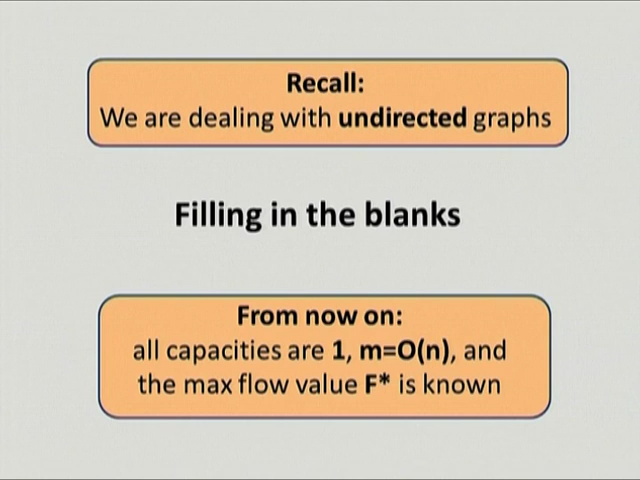 Recall:
We are dealing with undirected graphs
Filling in the blanks
From now on:
all capacities are 1, m=O(n), and
the max flow value F* is known